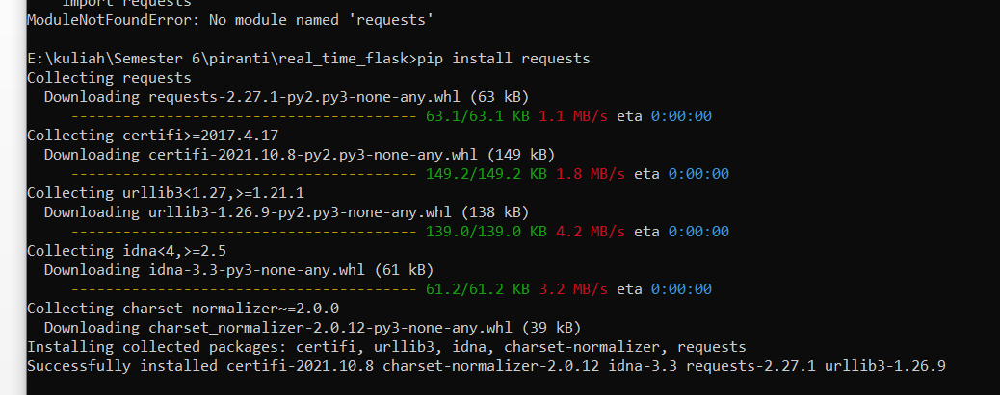 import requests
ModuleNotFoundError: No module named 'requests'
E:\kuliah\Semester 6\piranti\real_time_flask>pip install requests
Collecting requests
Downloading requests-2.27.1-py2.py3-none-any.whl (63 kB)
---------------------------------------- 63.1/63.1 KB 1.1 MB/s eta 0:00:00
Collecting certifi>=2017.4.17
Downloading certifi-2021.10.8-py2.py3-none-any.whl (149 kB)
---------------------------------------- 149.2/149.2 KB 1.8 MB/s eta 0:00:00
Collecting urllib3<1.27,>=1.21.1
Downloading urllib3-1.26.9-py2.py3-none-any.whl (138 kB)
---------------------------------------- 139.0/139.0 KB 4.2 MB/s eta 0:00:00
Collecting idna<4,>=2.5
Downloading idna-3.3-py3-none-any.whl (61 kB)
---------------------------------------- 61.2/61.2 KB 3.2 MB/s eta 0:00:00
Collecting charset-normalizer~=2.0.0
Downloading charset_normalizer-2.0.12-py3-none-any.whl (39 kB)
Installing collected packages: certifi, urllib3, idna, charset-normalizer, requests
Successfully installed certifi-2021.10.8 charset-normalizer-2.0.12 idna-3.3 requests-2.27.1 urllib3-1.26.9